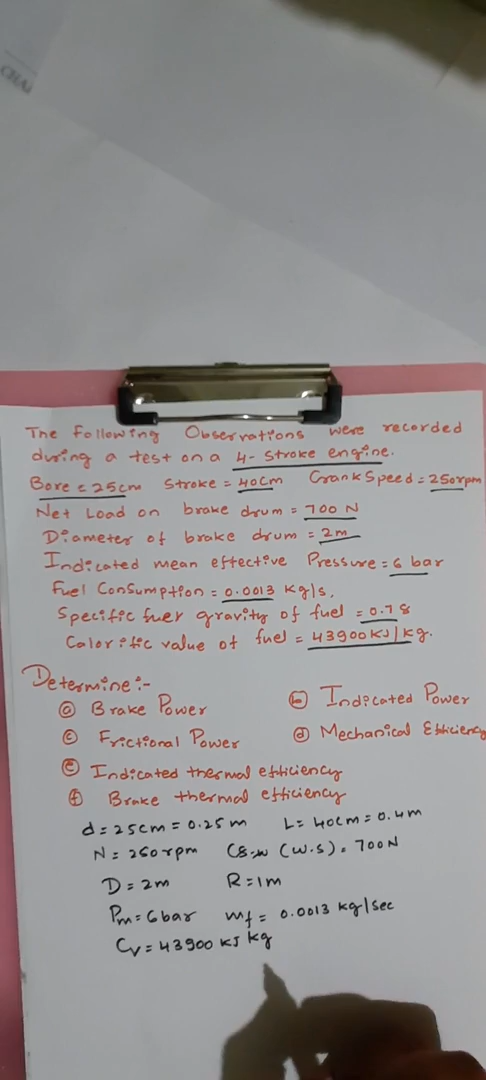 CHA
The following Observations were recorded
during a test on a 4-stroke engine.
Bore = 25cm Stroke = 40cm Crank Speed = 250rpm
Net Load on brake drum = 700 N
Diameter of brake drum = 2m
Indicated mean effective Pressure = 6 bar
Fuel Consumption = 0.0013 kg/s,
Specific fuer gravity of fuel = 0.78
Calorific value of fuel = 43900 KJ/kg.
Determine:-
(a) Brake Power (b) Indicated Power
(c) Frictional Power (d) Mechanical Efficiency
(e) Indicated thermal efficiency
(f) Brake thermal efficiency
d = 25cm = 0.25m L = 40cm = 0.4m
N = 250rpm (W-S) = 700N
D = 2m R = 1m
Pm = 6bar mf = 0.0013 kg/sec
Cv = 43900 KJ kg